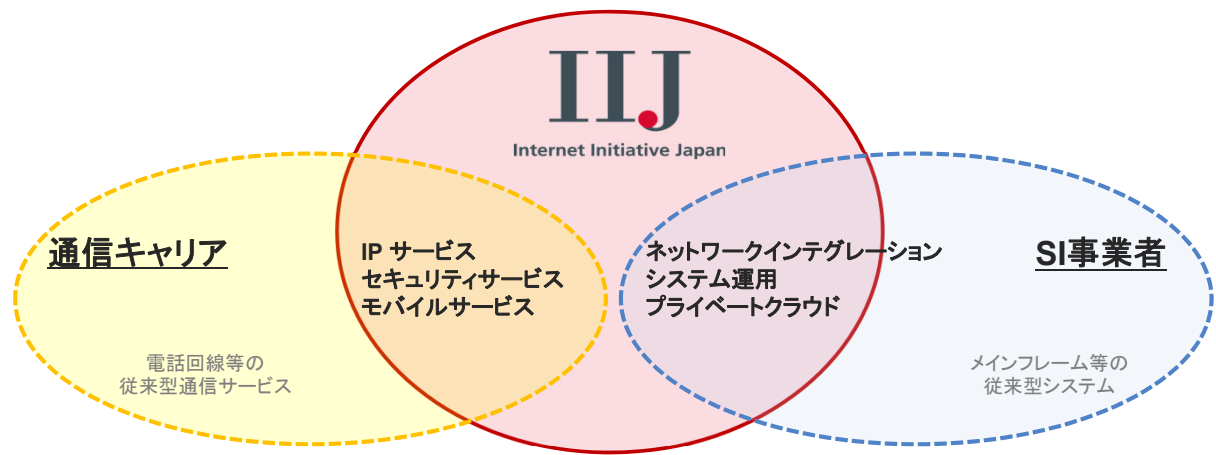 IIJ
Internet Initiative Japan
通信キャリア
IP サービス
セキュリティサービス
モバイルサービス
ネットワークインテグレーション
システム運用
プライベートクラウド
SI事業者
電話回線等の
従来型通信サービス
メインフレーム等の
従来型システム